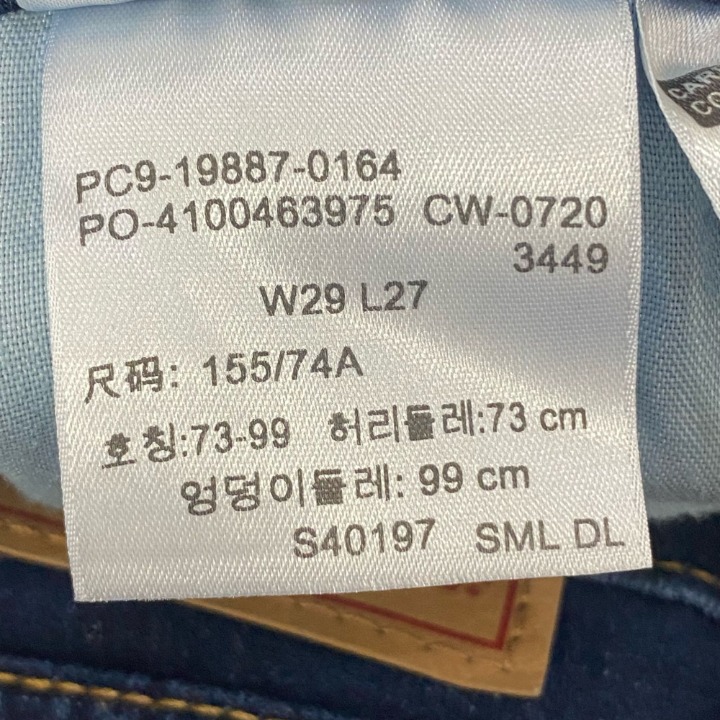 PC9-19887-0164
PO-4100463975 CW-0720
3449
W29 L27
尺码: 155/74A
호칭:73-99 허리둘레:73 cm
엉덩이둘레: 99 cm
S40197 SML DL